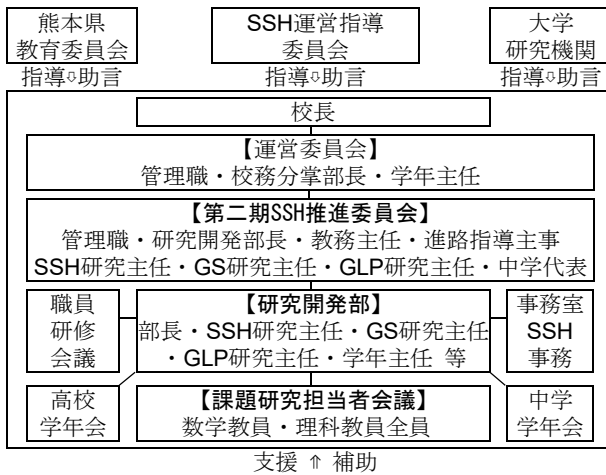 熊本県
教育委員会
SSH運営指導
委員会
大学
研究機関
指導⇩助言
指導⇩助言
指導⇩助言
校長
【運営委員会】
管理職・校務分掌部長・学年主任
【第二期SSH推進委員会】
管理職・研究開発部長・教務主任・進路指導主事
SSH研究主任・GS研究主任・GLP研究主任・中学代表
職員
研修
会議
【研究開発部】
部長・SSH研究主任・GS研究主任
・GLP研究主任・学年主任 等
事務室
SSH
事務
高校
学年会
【課題研究担当者会議】
数学教員・理科教員全員
中学
学年会
支援 ⇑ 補助